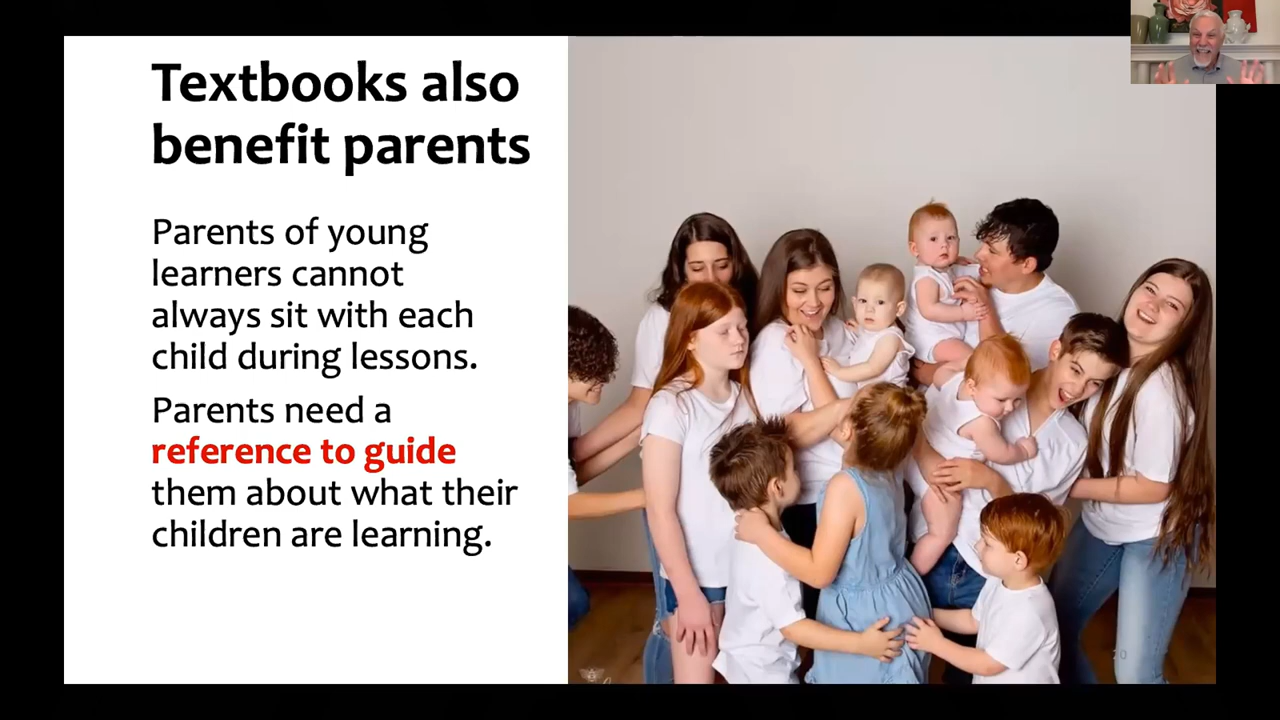 Textbooks also
benefit parents
Parents of young
learners cannot
always sit with each
child during lessons.
Parents need a
reference to guide
them about what their
children are learning.
70